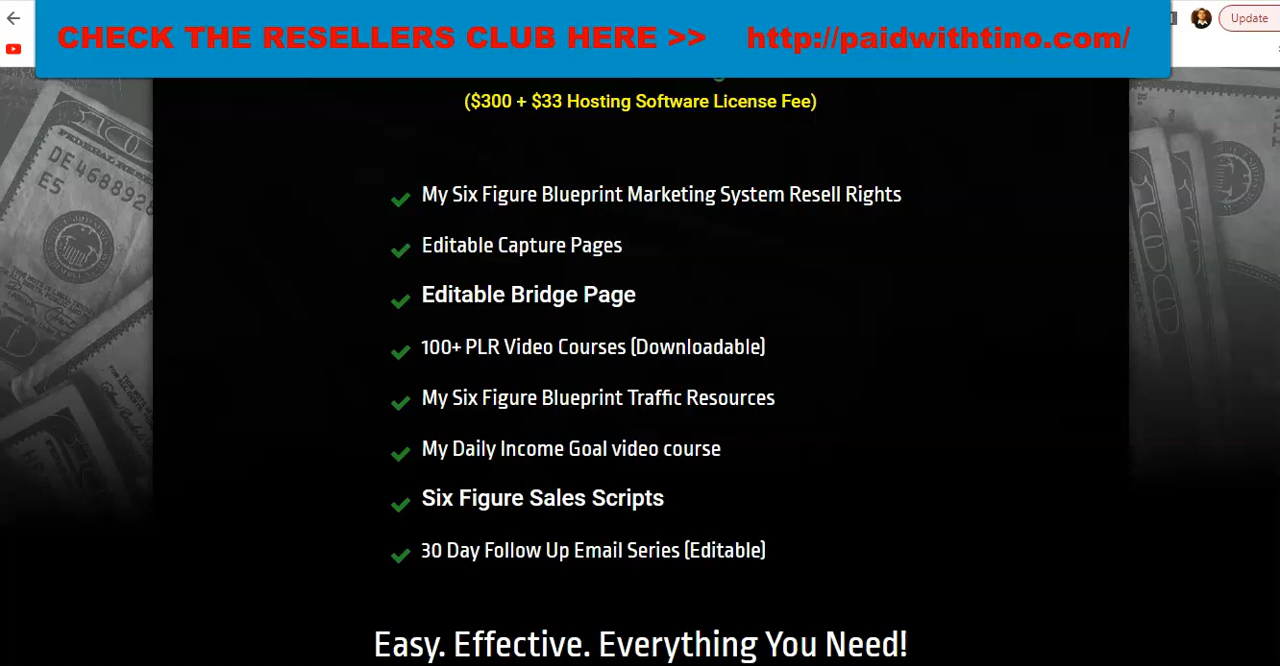 CHECK THE RESELLERS CLUB HERE >> http://paidwithtino.com/
Update
($300 + $33 Hosting Software License Fee)
My Six Figure Blueprint Marketing System Resell Rights
Editable Capture Pages
Editable Bridge Page
100+ PLR Video Courses (Downloadable)
My Six Figure Blueprint Traffic Resources
My Daily Income Goal video course
Six Figure Sales Scripts
30 Day Follow Up Email Series (Editable)
Easy. Effective. Everything You Need!